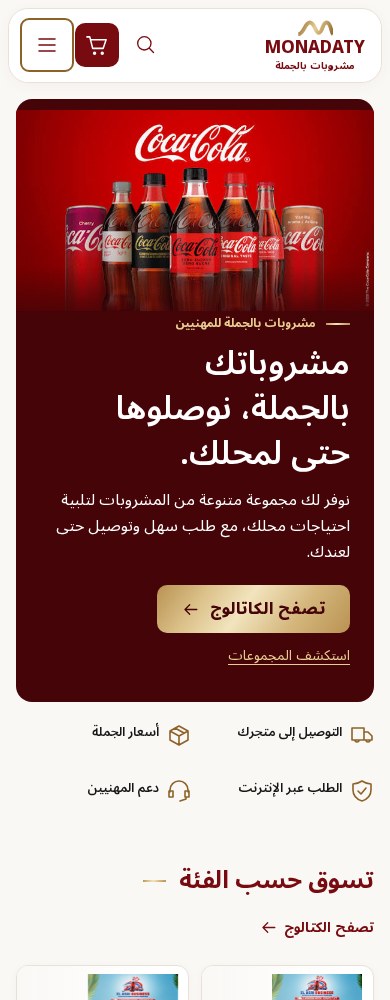 MONADATY
مشروبات بالجملة
Coca-Cola
مشروبات بالجملة للمهنيين
مشروباتك
بالجملة، نوصلوها
حتى لمحلك.
نوفر لك مجموعة متنوعة من المشروبات لتلبية
احتياجات محلك، مع طلب سهل وتوصيل حتى
لعندك.
تصفح الكاتالوج
استكشف المجموعات
التوصيل إلى متجرك
أسعار الجملة
الطلب عبر الإنترنت
دعم المهنيين
تسوق حسب الفئة
تصفح الكتالوج